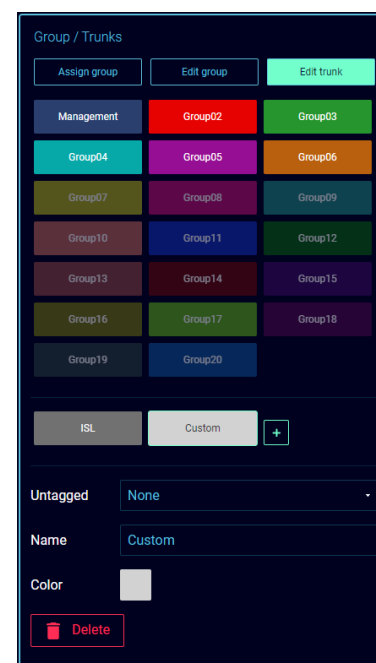 Group / Trunks
Assign group Edit group Edit trunk
Management Group02 Group03
Group04 Group05 Group06
Group07 Group08 Group09
Group10 Group11 Group12
Group13 Group14 Group15
Group16 Group17 Group18
Group19 Group20
ISL Custom +
Untagged None
Name Custom
Color
Delete